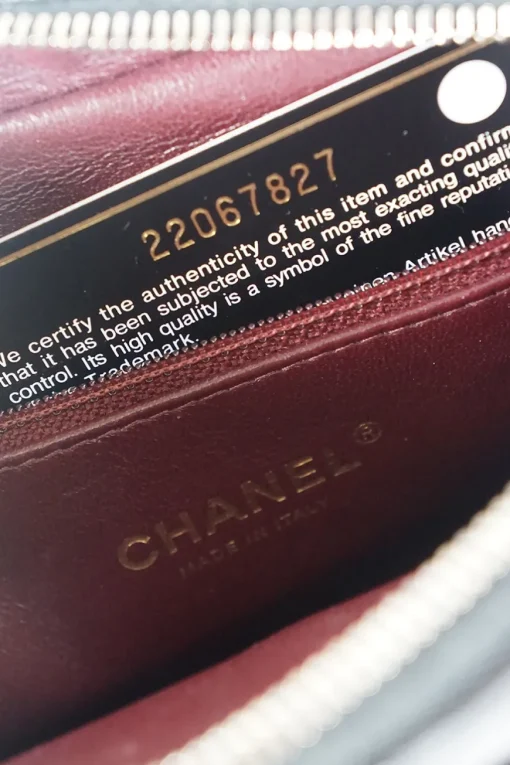 22067827
We certify the authenticity of this item and confirm
that it has been subjected to the most exacting quali
control. Its high quality is a symbol of the fine reputati
Trademark.
Artikel
CHANEL®
MADE IN ITALY